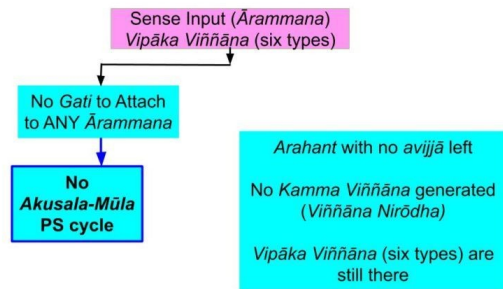 Sense Input (Ārammana)
Vipāka Viññāna (six types)
No Gati to Attach
to ANY Ārammana
No
Akusala-Mūla
PS cycle
Arahant with no avijjā left
No Kamma Viññāna generated
(Viññāna Nirōdha)
Vipāka Viññāna (six types) are
still there